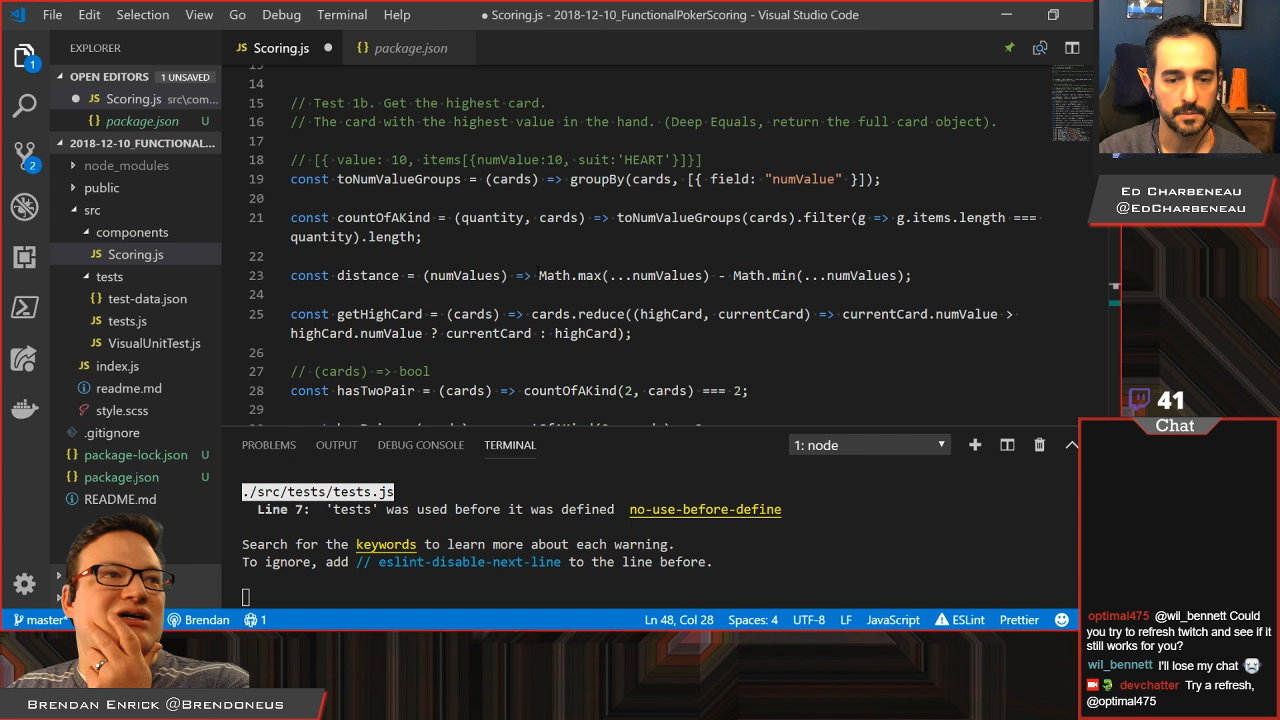 File Edit Selection View Go Debug Terminal Help
● Scoring.js - 2018-12-10_FunctionalPokerScoring - Visual Studio Code
EXPLORER
OPEN EDITORS 1 UNSAVED
JS Scoring.js src\com...
{} package.json U
2018-12-10_FUNCTIONAL...
node_modules
public
src
components
JS Scoring.js
tests
{} test-data.json
JS tests.js
JS VisualUnitTest.js
JS index.js
readme.md
style.scss
.gitignore
{} package-lock.json U
{} package.json U
README.md
1
2
JS Scoring.js ●
{} package.json
14
15 // Test 1b. Get the highest card.
16 // The card with the highest value in the hand. (Deep Equals, return the full card object).
17
18 // [{ value: 10, items[{numValue:10, suit:'HEART'}]}]
19 const toNumValueGroups = (cards) => groupBy(cards, [{ field: "numValue" }]);
20
21 const countOfAKind = (quantity, cards) => toNumValueGroups(cards).filter(g => g.items.length ===
quantity).length;
22
23 const distance = (numValues) => Math.max(...numValues) - Math.min(...numValues);
24
25 const getHighCard = (cards) => cards.reduce((highCard, currentCard) => currentCard.numValue >
highCard.numValue ? currentCard : highCard);
26
27 // (cards) => bool
28 const hasTwoPair = (cards) => countOfAKind(2, cards) === 2;
29
PROBLEMS OUTPUT DEBUG CONSOLE TERMINAL
1: node
./src/tests/tests.js
Line 7: 'tests' was used before it was defined no-use-before-define
Search for the keywords to learn more about each warning.
To ignore, add // eslint-disable-next-line to the line before.
master* Brendan 1
Ln 48, Col 28 Spaces: 4 UTF-8 LF JavaScript ESLint Prettier
Ed Charbeneau
@EdCharbeneau
41
Chat
optimal475 @wil_bennett Could
you try to refresh twitch and see if it
still works for you?
wil_bennett I'll lose my chat
devchatter Try a refresh,
@optimal475
Brendan Enrick @Brendoneus